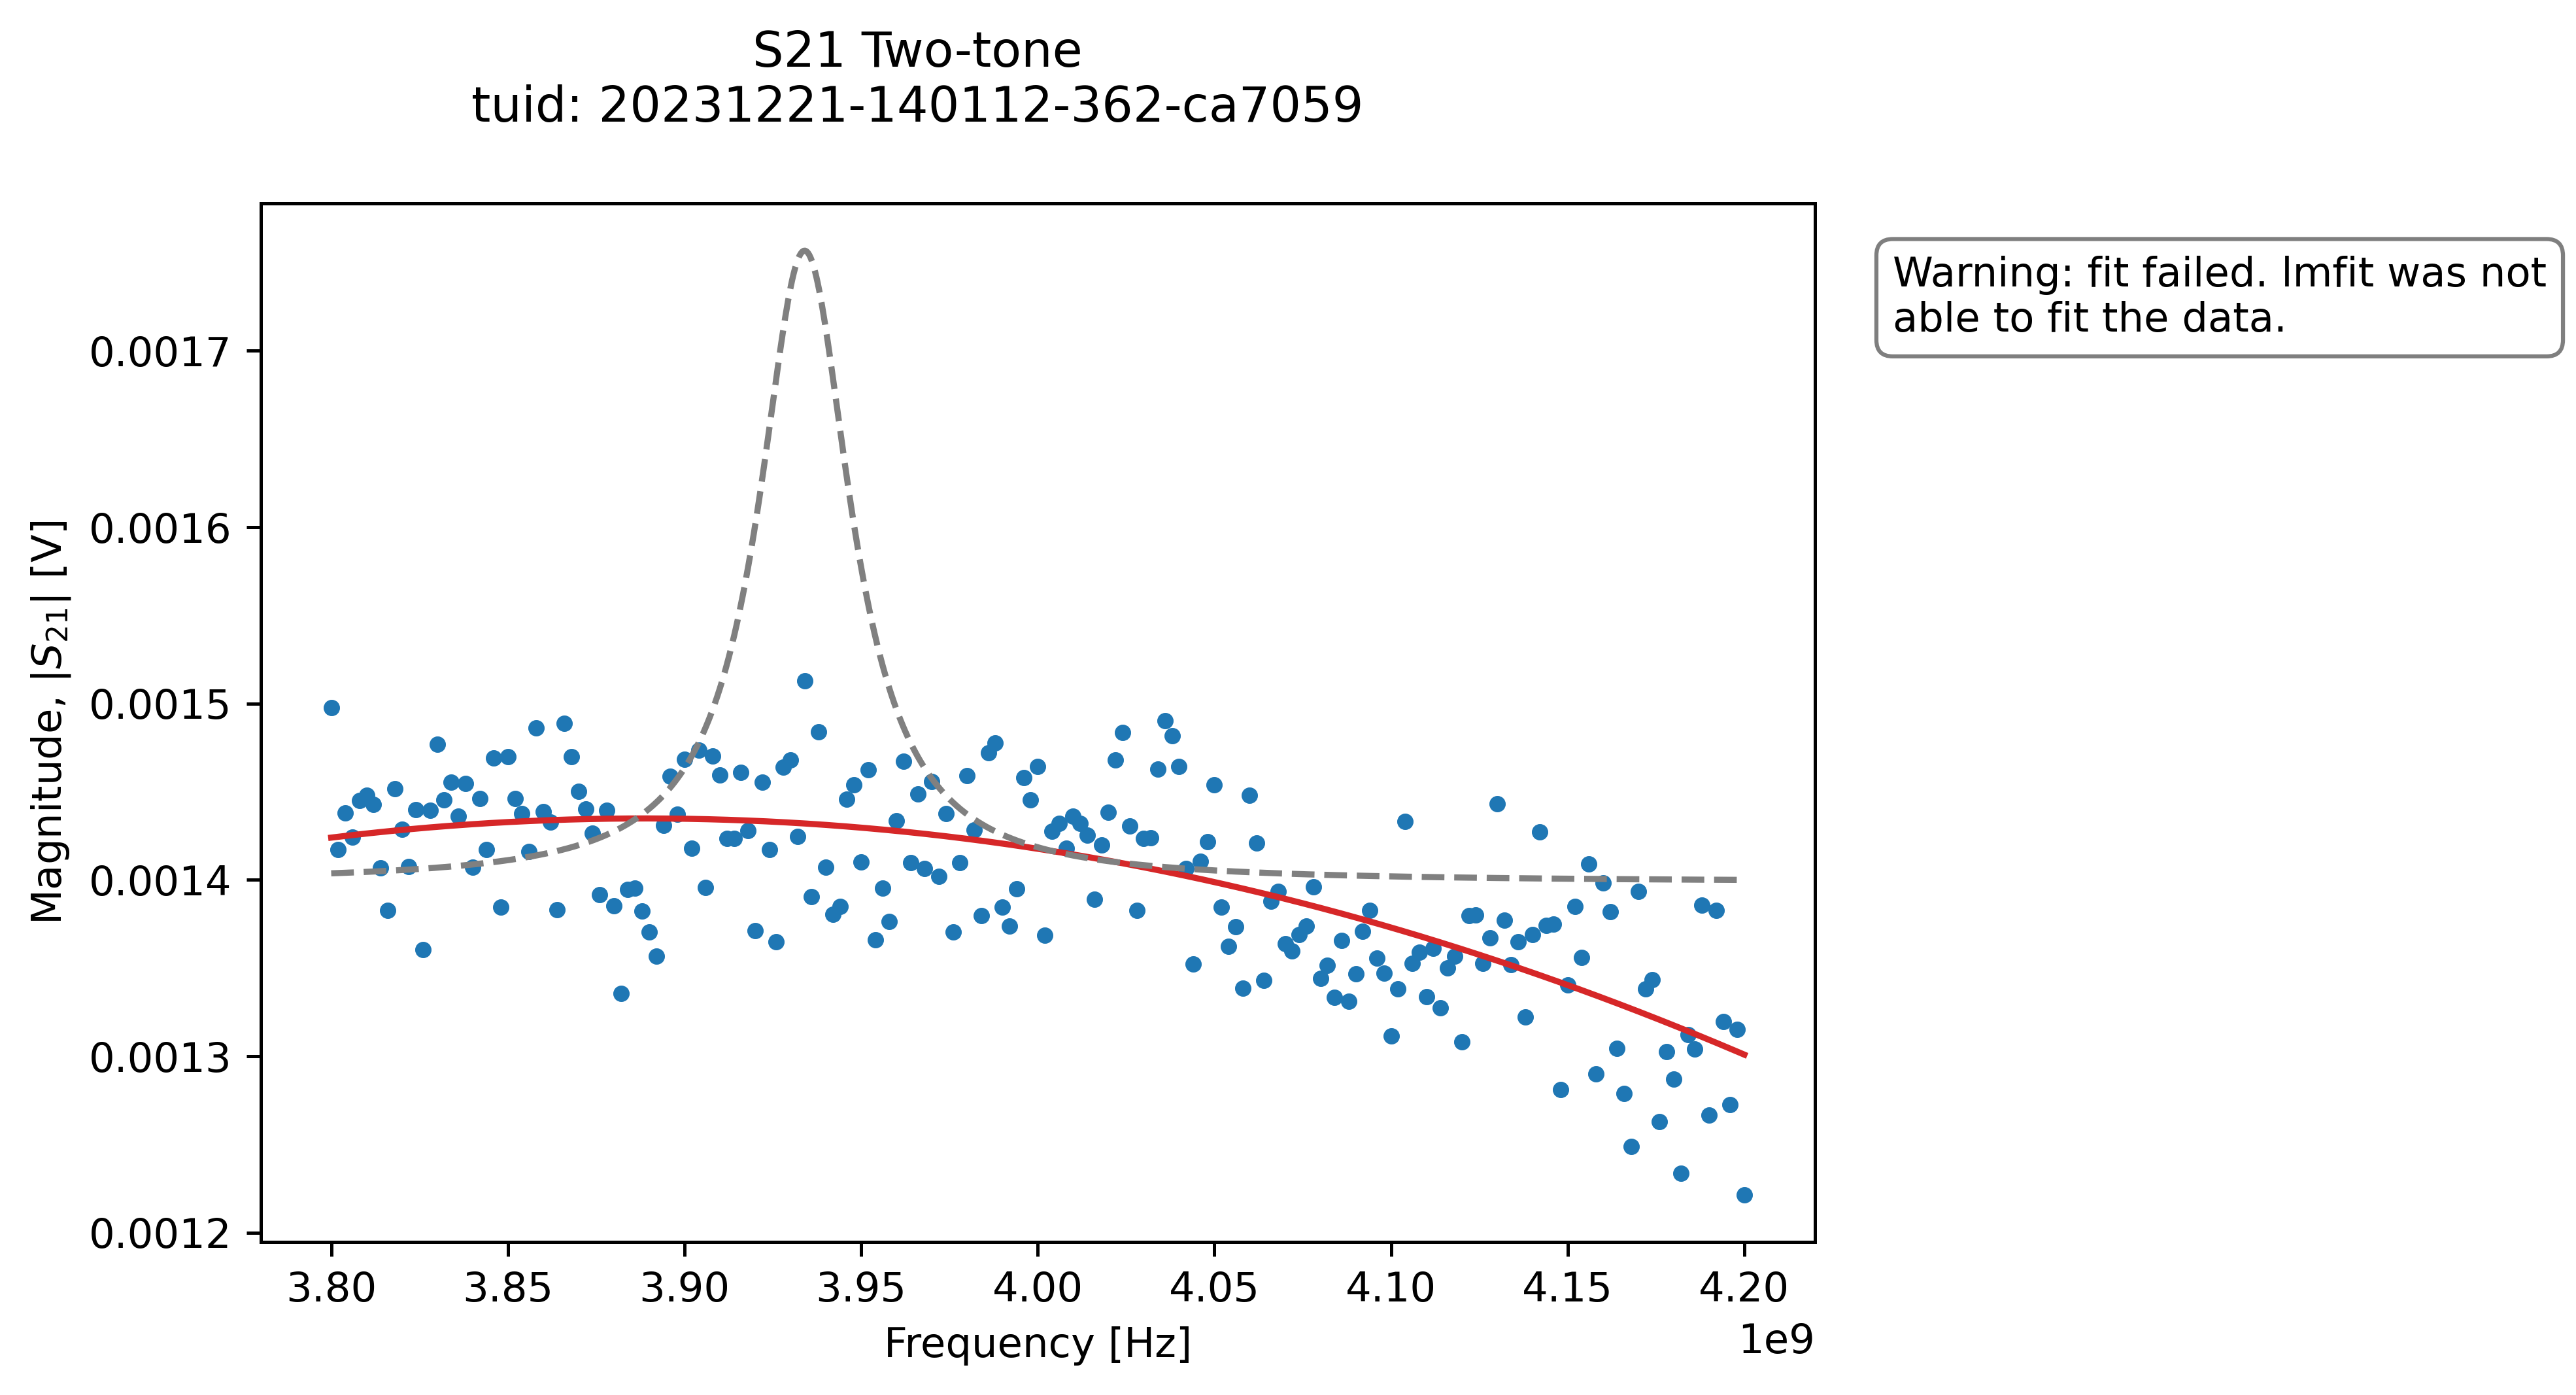 S21 Two-tone
tuid: 20231221-140112-362-ca7059
Warning: fit failed. lmfit was not
able to fit the data.
Magnitude, |S21| [V]
0.0017
0.0016
0.0015
0.0014
0.0013
0.0012
3.80 3.85 3.90 3.95 4.00 4.05 4.10 4.15 4.20
Frequency [Hz]
1e9